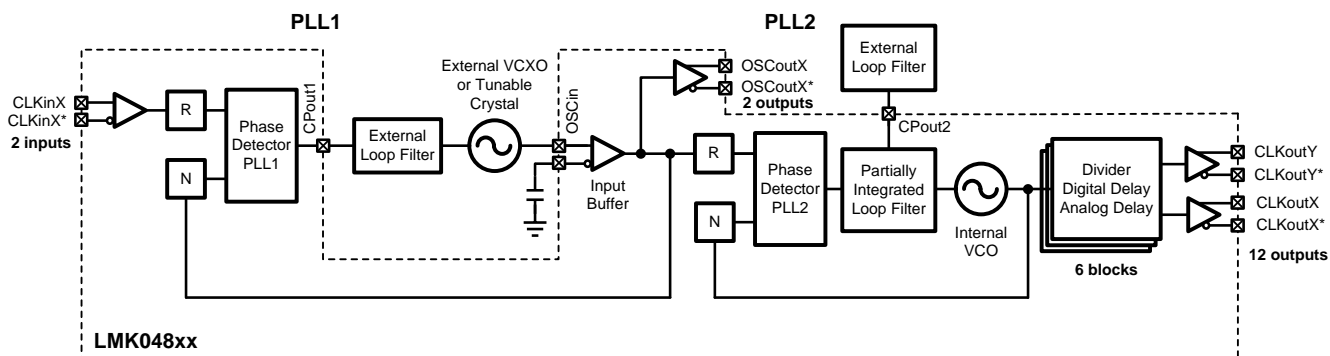 PLL1
PLL2
External VCXO
or Tunable
Crystal
OSCoutX
OSCoutX*
2 outputs
External
Loop Filter
CLKinX
CLKinX*
2 inputs
R
N
Phase
Detector
PLL1
CPout1
External
Loop Filter
OSCin
Input
Buffer
R
N
Phase
Detector
PLL2
CPout2
Partially
Integrated
Loop Filter
Internal
VCO
Divider
Digital Delay
Analog Delay
6 blocks
CLKoutY
CLKoutY*
CLKoutX
CLKoutX*
12 outputs
LMK048xx